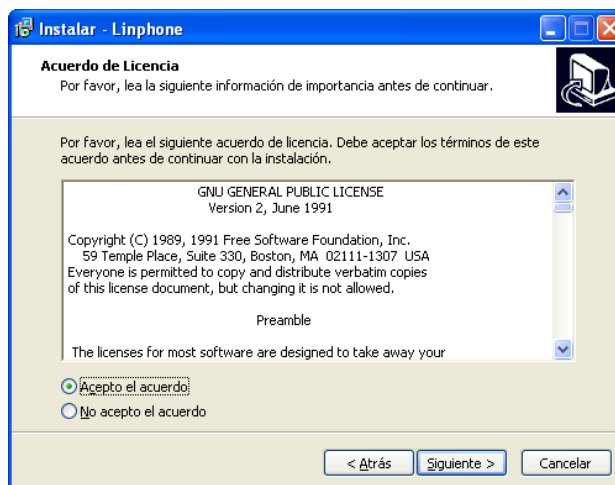 Instalar - Linphone
Acuerdo de Licencia
Por favor, lea la siguiente información de importancia antes de continuar.
Por favor, lea el siguiente acuerdo de licencia. Debe aceptar los términos de este
acuerdo antes de continuar con la instalación.
GNU GENERAL PUBLIC LICENSE
Version 2, June 1991
Copyright (C) 1989, 1991 Free Software Foundation, Inc.
59 Temple Place, Suite 330, Boston, MA  02111-1307  USA
Everyone is permitted to copy and distribute verbatim copies
of this license document, but changing it is not allowed.
Preamble
The licenses for most software are designed to take away your
Acepto el acuerdo
No acepto el acuerdo
< Atrás
Siguiente >
Cancelar